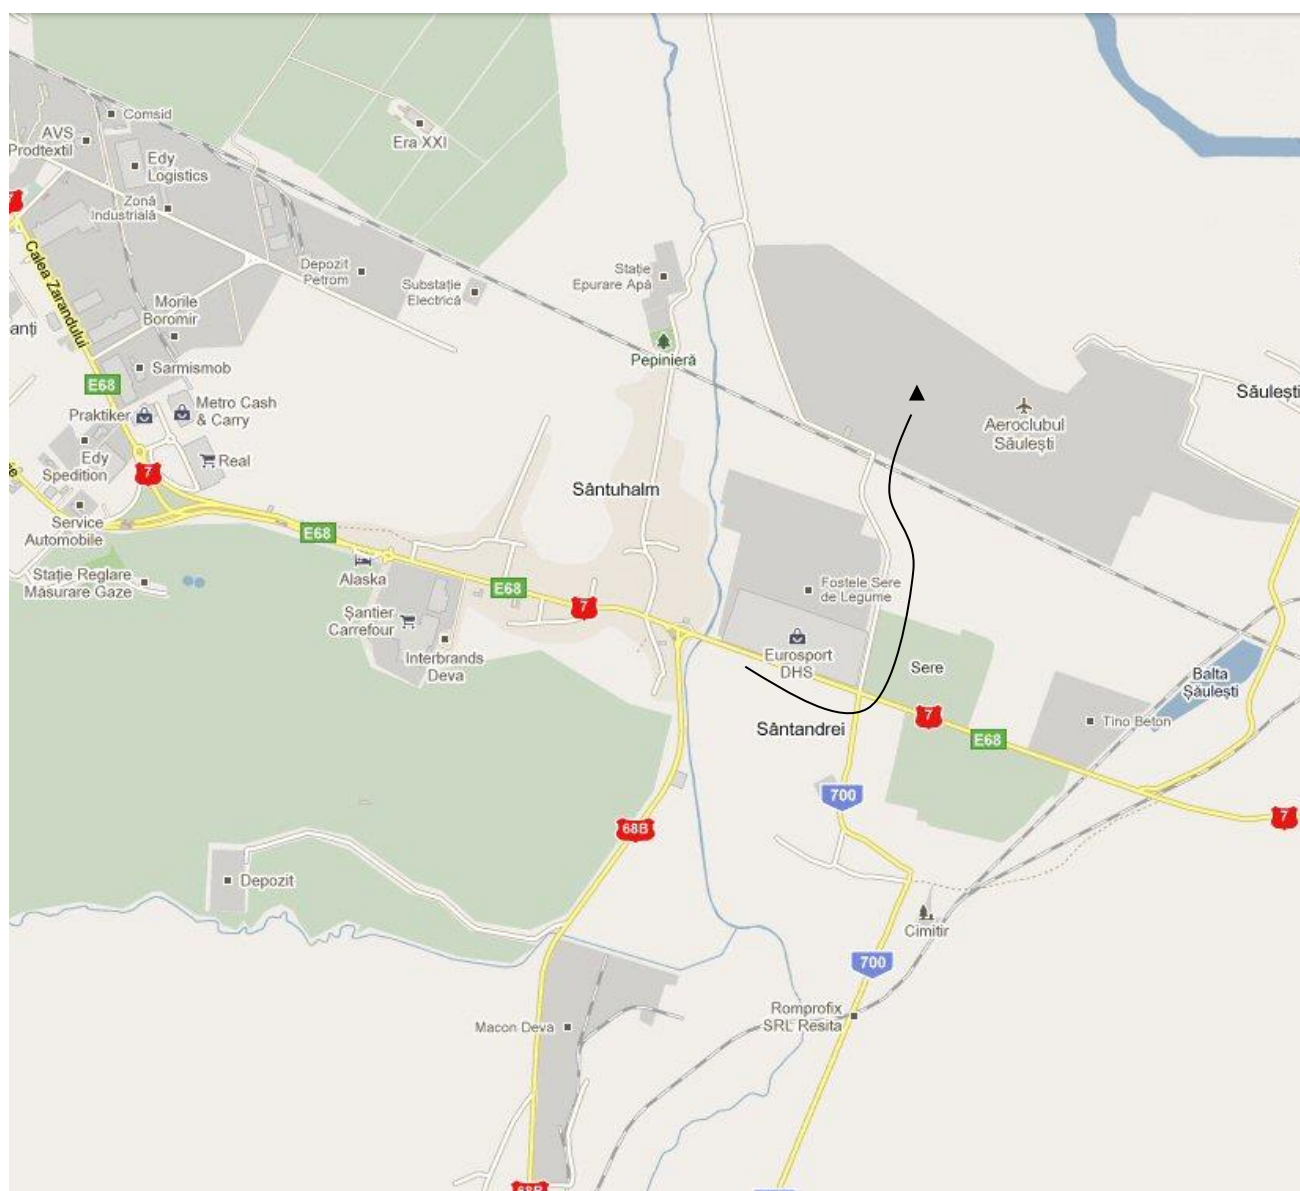 Comsid
AVS
Prodtextil
Edy
Logistics
Era XXI
Zonă
Industrială
7
Calea Zarandului
Depozit
Petrom
Substație
Electrică
Stație
Epurare Apă
Morile
Boromir
anți
Pepinieră
Sarmismob
E68
Praktiker
Metro Cash
& Carry
Aeroclubul
Săulești
Săulești
Edy
Spedition
Real
7
Sântuhalm
Service
Automobile
E68
Alaska
Stație Reglare
Măsurare Gaze
E68
7
Fostele Sere
de Legume
Șantier
Carrefour
Interbrands
Deva
Eurosport
DHS
Sere
Balta
Săulești
Sântandrei
7
E68
Tino Beton
700
7
68B
Depozit
Cimitir
700
Romprofix
SRL Resita
Macon Deva
68B